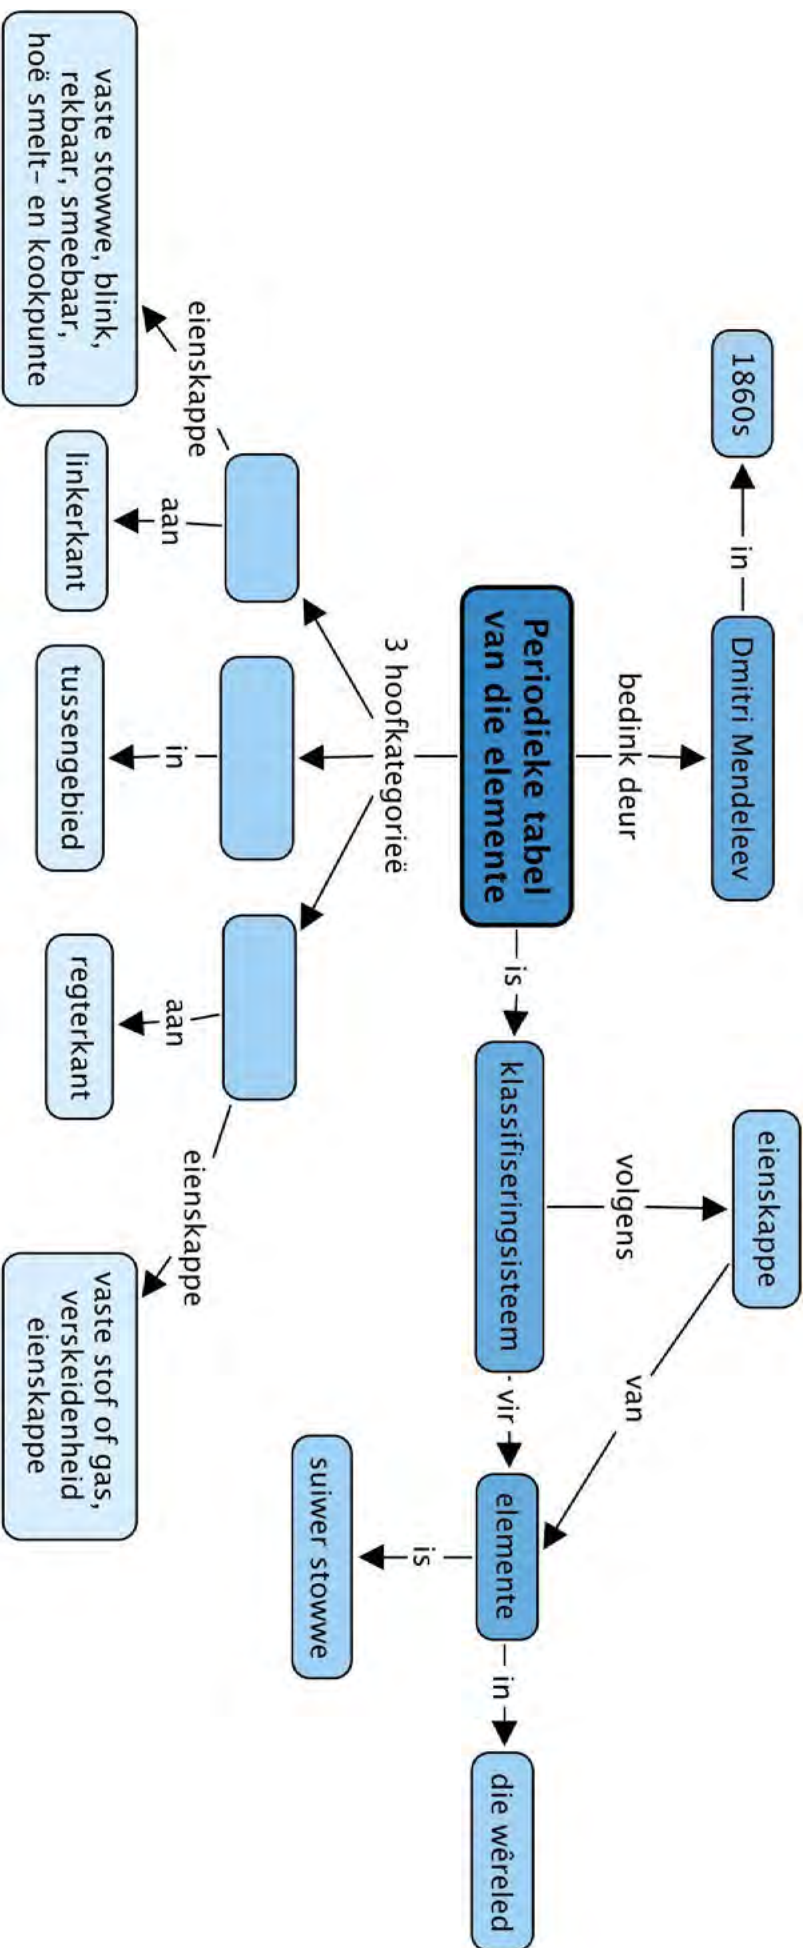 Dmitri Mendeleev
in
1860s
bedink deur
Periodieke tabel
van die elemente
is
klassifiseringsisteem
volgens
eienskappe
van
vir
elemente
in
die wêreled
is
suiwer stowwe
3 hoofkategorieë
eienskappe
vaste stowwe, blink,
rekbaar, smeebaar,
hoë smelt- en kookpunte
aan
linkerkant
in
tussengebied
aan
regterkant
eienskappe
vaste stof of gas,
verskeidenheid
eienskappe